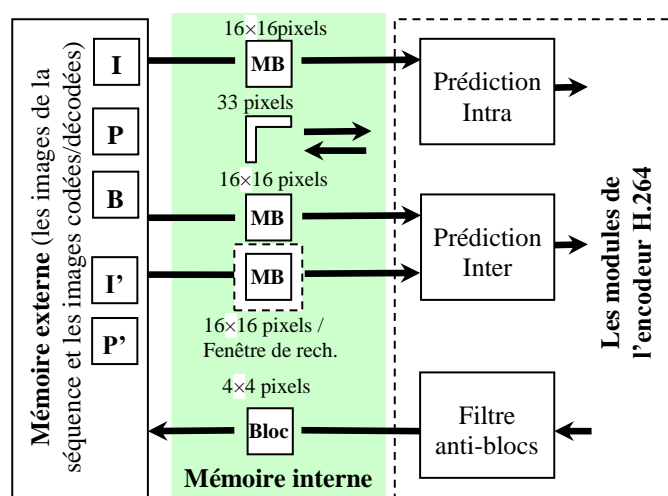 Mémoire externe (les images de la
séquence et les images codées/décodées)
I
P
B
I’
P’
16×16pixels
MB
33 pixels
16×16 pixels
MB
MB
16×16 pixels /
Fenêtre de rech.
4×4 pixels
Bloc
Mémoire interne
Prédiction
Intra
Prédiction
Inter
Filtre
anti-blocs
Les modules de
l’encodeur H.264